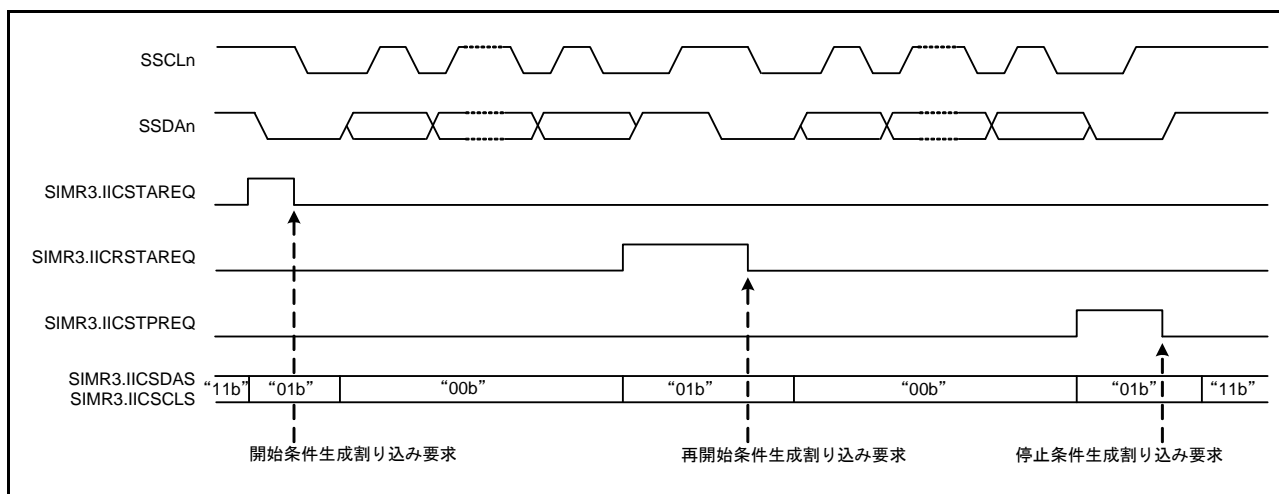 SSCLn
SSDAn
SIMR3.IICSTAREQ
SIMR3.IICRSTAREQ
SIMR3.IICSTPREQ
SIMR3.IICSDAS
SIMR3.IICSCLS
“11b” “01b” “00b” “01b” “00b” “01b” “11b”
開始条件生成割り込み要求 再開始条件生成割り込み要求 停止条件生成割り込み要求